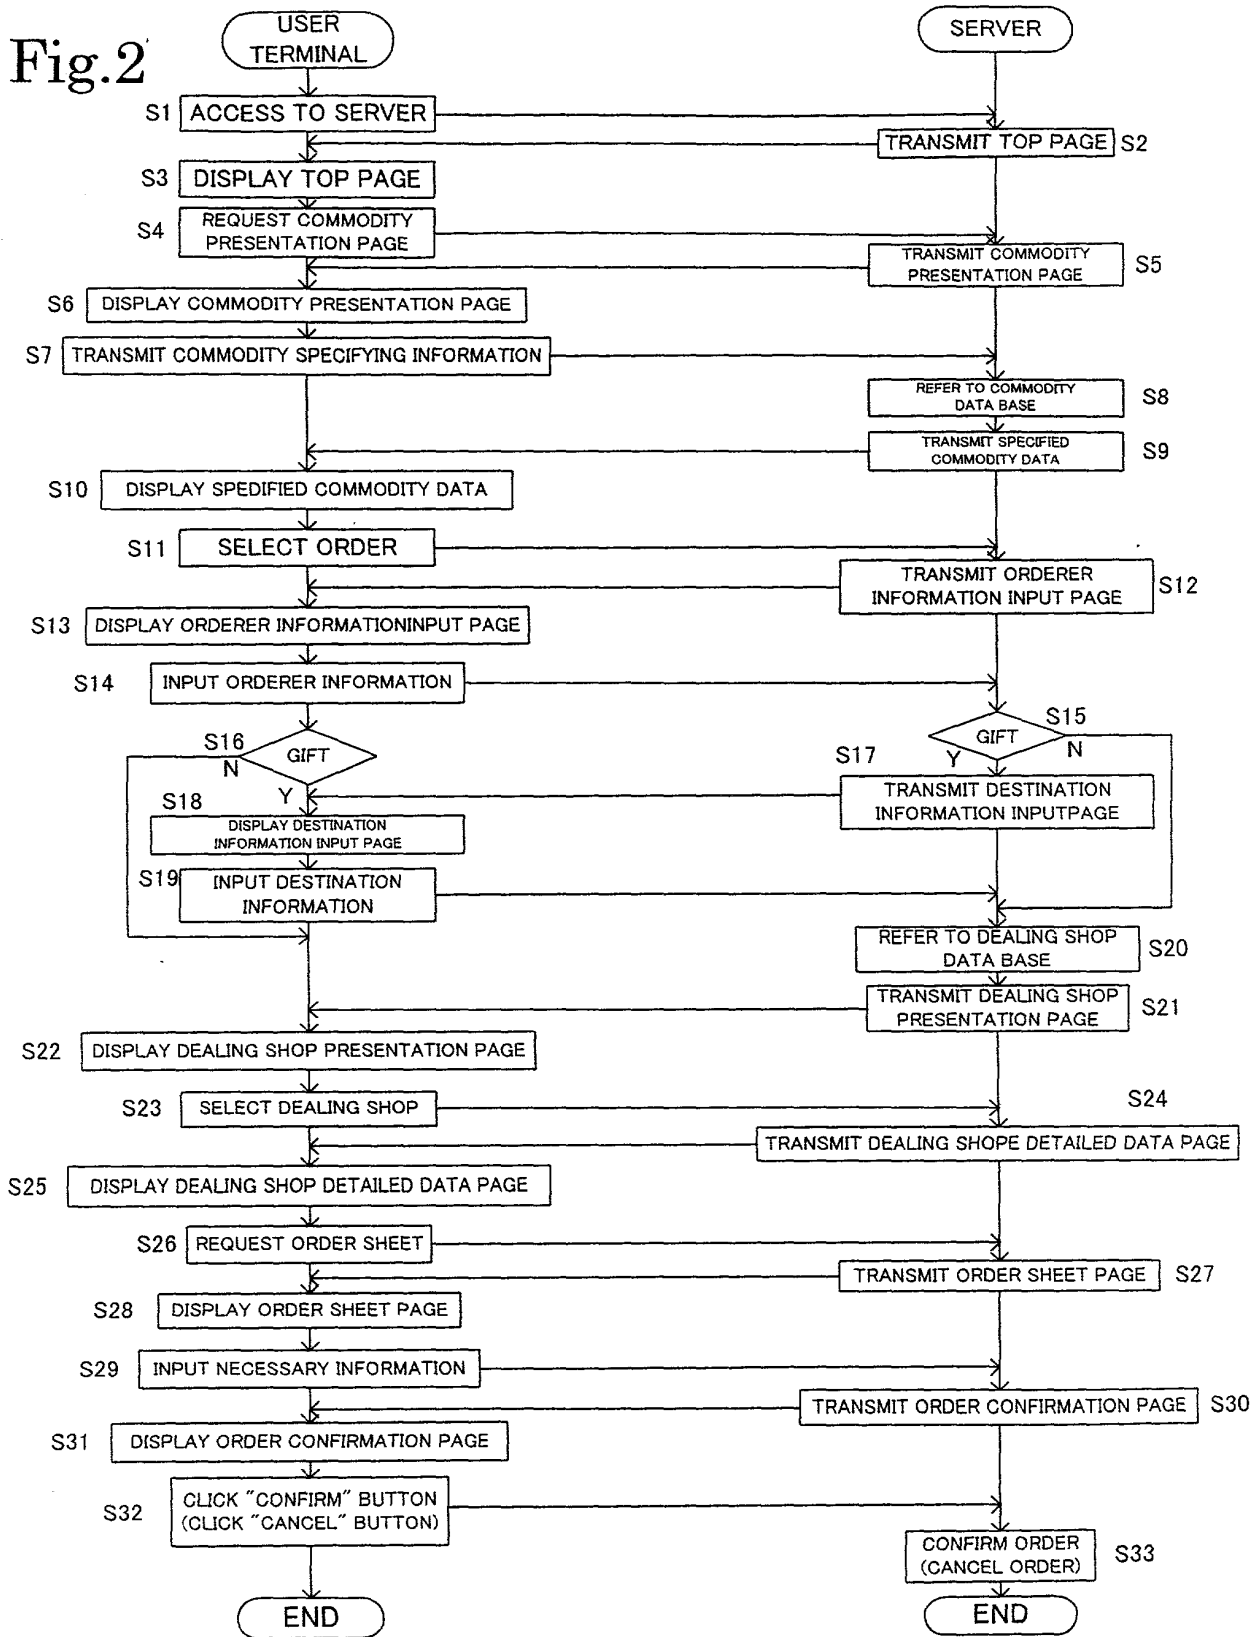 Fig.2
USER
TERMINAL
SERVER
S1
ACCESS TO SERVER
TRANSMIT TOP PAGE
S2
S3
DISPLAY TOP PAGE
S4
REQUEST COMMODITY
PRESENTATION PAGE
TRANSMIT COMMODITY
PRESENTATION PAGE
S5
S6
DISPLAY COMMODITY PRESENTATION PAGE
S7
TRANSMIT COMMODITY SPECIFYING INFORMATION
REFER TO COMMODITY
DATA BASE
S8
TRANSMIT SPECIFIED
COMMODITY DATA
S9
S10
DISPLAY SPEDIFIED COMMODITY DATA
S11
SELECT ORDER
TRANSMIT ORDERER
INFORMATION INPUT PAGE
S12
S13
DISPLAY ORDERER INFORMATIONINPUT PAGE
S14
INPUT ORDERER INFORMATION
S15
GIFT
Y
N
S16
GIFT
N
Y
S17
TRANSMIT DESTINATION
INFORMATION INPUTPAGE
S18
DISPLAY DESTINATION
INFORMATION INPUT PAGE
S19
INPUT DESTINATION
INFORMATION
REFER TO DEALING SHOP
DATA BASE
S20
TRANSMIT DEALING SHOP
PRESENTATION PAGE
S21
S22
DISPLAY DEALING SHOP PRESENTATION PAGE
S23
SELECT DEALING SHOP
S24
TRANSMIT DEALING SHOPE DETAILED DATA PAGE
S25
DISPLAY DEALING SHOP DETAILED DATA PAGE
S26
REQUEST ORDER SHEET
TRANSMIT ORDER SHEET PAGE
S27
S28
DISPLAY ORDER SHEET PAGE
S29
INPUT NECESSARY INFORMATION
TRANSMIT ORDER CONFIRMATION PAGE
S30
S31
DISPLAY ORDER CONFIRMATION PAGE
S32
CLICK "CONFIRM" BUTTON
(CLICK "CANCEL" BUTTON)
CONFIRM ORDER
(CANCEL ORDER)
S33
END
END